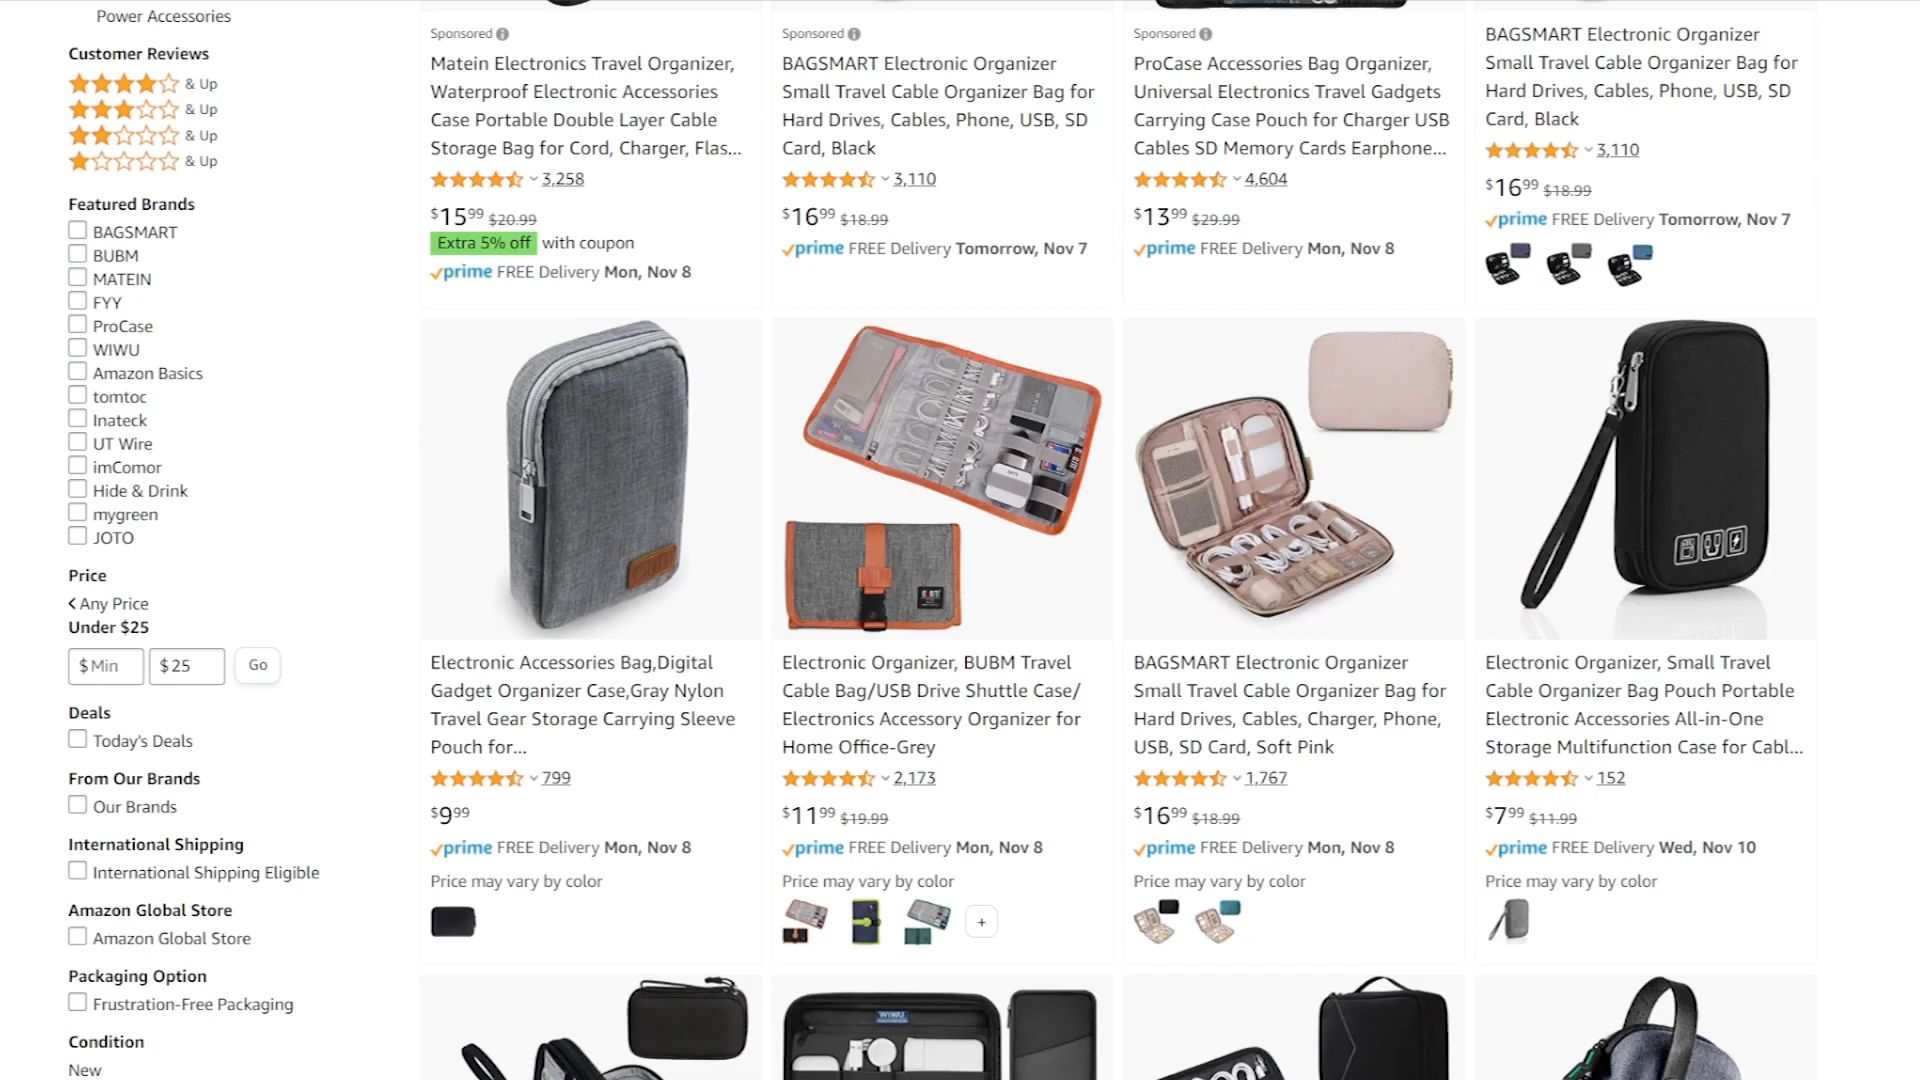 Power Accessories
Customer Reviews
& Up
& Up
& Up
& Up
Featured Brands
BAGSMART
BUBM
MATEIN
FYY
ProCase
WIWU
Amazon Basics
tomtoc
Inateck
UT Wire
imComor
Hide & Drink
mygreen
JOTO
Price
Any Price
Under $25
$ Min
$ 25
Go
Deals
Today's Deals
From Our Brands
Our Brands
International Shipping
International Shipping Eligible
Amazon Global Store
Amazon Global Store
Packaging Option
Frustration-Free Packaging
Condition
New
Sponsored
Matein Electronics Travel Organizer,
Waterproof Electronic Accessories
Case Portable Double Layer Cable
Storage Bag for Cord, Charger, Flas...
3,258
$15.99 $20.99
Extra 5% off with coupon
prime FREE Delivery Mon, Nov 8
Sponsored
BAGSMART Electronic Organizer
Small Travel Cable Organizer Bag for
Hard Drives, Cables, Phone, USB, SD
Card, Black
3,110
$16.99 $18.99
prime FREE Delivery Tomorrow, Nov 7
Sponsored
ProCase Accessories Bag Organizer,
Universal Electronics Travel Gadgets
Carrying Case Pouch for Charger USB
Cables SD Memory Cards Earphone...
4,604
$13.99 $29.99
prime FREE Delivery Mon, Nov 8
BAGSMART Electronic Organizer
Small Travel Cable Organizer Bag for
Hard Drives, Cables, Phone, USB, SD
Card, Black
3,110
$16.99 $18.99
prime FREE Delivery Tomorrow, Nov 7
Electronic Accessories Bag,Digital
Gadget Organizer Case,Gray Nylon
Travel Gear Storage Carrying Sleeve
Pouch for...
799
$9.99
prime FREE Delivery Mon, Nov 8
Price may vary by color
Electronic Organizer, BUBM Travel
Cable Bag/USB Drive Shuttle Case/
Electronics Accessory Organizer for
Home Office-Grey
2,173
$11.99 $19.99
prime FREE Delivery Mon, Nov 8
Price may vary by color
+
BAGSMART Electronic Organizer
Small Travel Cable Organizer Bag for
Hard Drives, Cables, Charger, Phone,
USB, SD Card, Soft Pink
1,767
$16.99 $18.99
prime FREE Delivery Mon, Nov 8
Price may vary by color
Electronic Organizer, Small Travel
Cable Organizer Bag Pouch Portable
Electronic Accessories All-in-One
Storage Multifunction Case for Cabl...
152
$7.99 $11.99
prime FREE Delivery Wed, Nov 10
Price may vary by color
WIWU